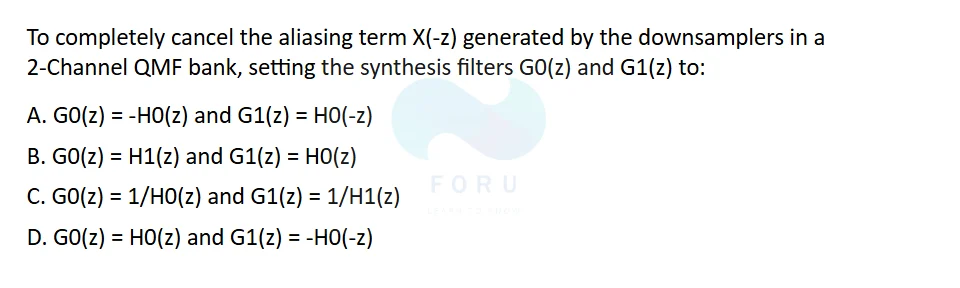 To completely cancel the aliasing term X(-z) generated by the downsamplers in a
2-Channel QMF bank, setting the synthesis filters G0(z) and G1(z) to:
A. G0(z) = -H0(z) and G1(z) = H0(-z)
B. G0(z) = H1(z) and G1(z) = H0(z)
C. G0(z) = 1/H0(z) and G1(z) = 1/H1(z)
FORU
D. G0(z) = H0(z) and G1(z) = -H0(-z)